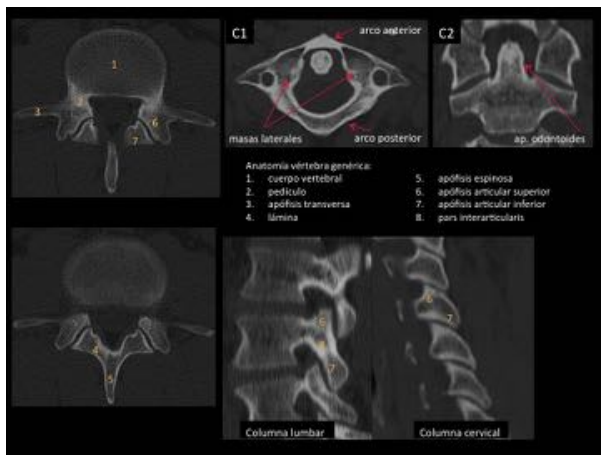 C1
arco anterior
masas laterales
arco posterior
C2
ap. odontoides
1
2
3
6
7
Anatomía vértebra genérica:
1. cuerpo vertebral
2. pedículo
3. apófisis transversa
4. lámina
5. apófisis espinosa
6. apófisis articular superior
7. apófisis articular inferior
8. pars interarticularis
4
5
6
7
Columna lumbar
6
7
Columna cervical